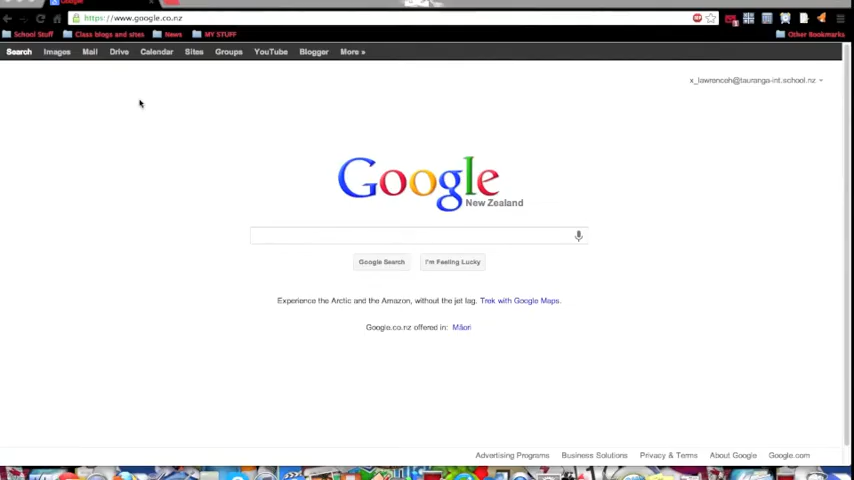 https://www.google.co.nz
School Stuff Class blogs and sites News MY STUFF Other Bookmarks
Search Images Mail Drive Calendar Sites Groups YouTube Blogger More »
x_lawrenceh@tauranga-int.school.nz
Google
New Zealand
Google Search I'm Feeling Lucky
Experience the Arctic and the Amazon, without the jet lag. Trek with Google Maps.
Google.co.nz offered in: Māori
Advertising Programs Business Solutions Privacy & Terms About Google Google.com